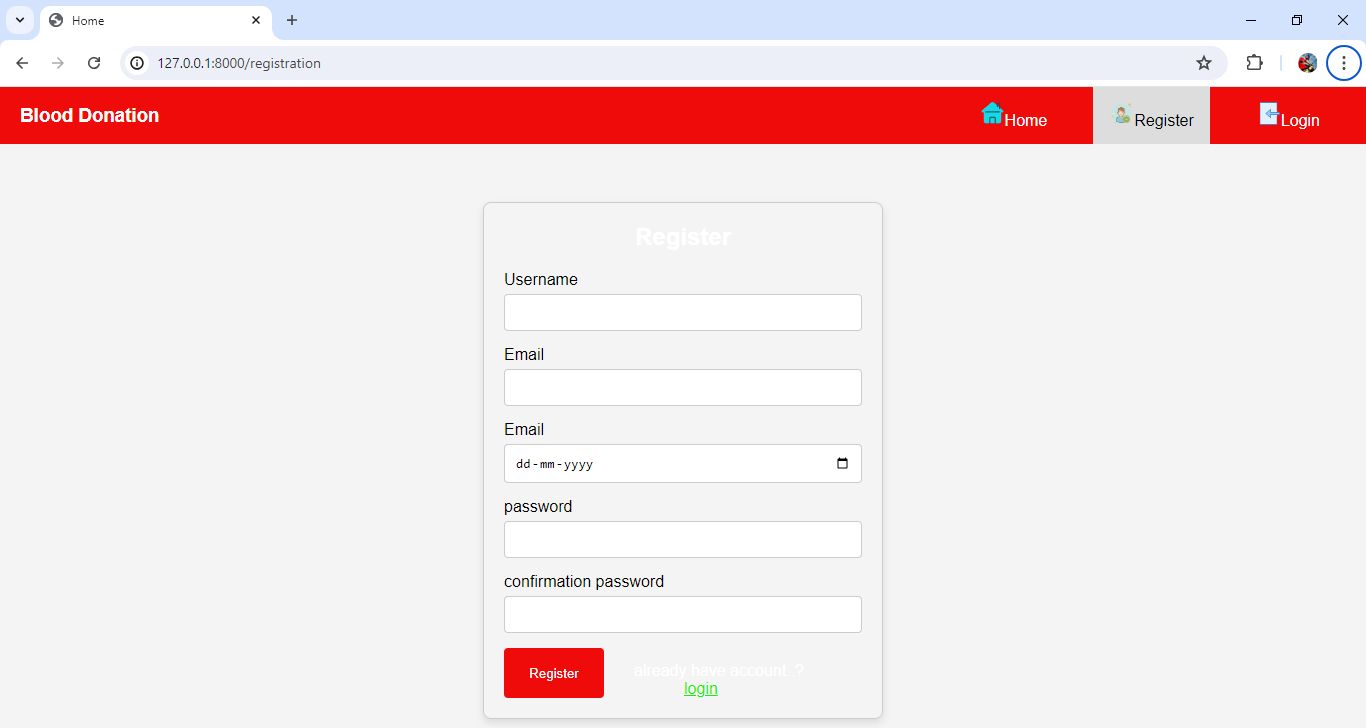 Home
127.0.0.1:8000/registration
Blood Donation Home Register Login
Register
Username
Email
Email
dd-mm-yyyy
password
confirmation password
Register already have account..?
login